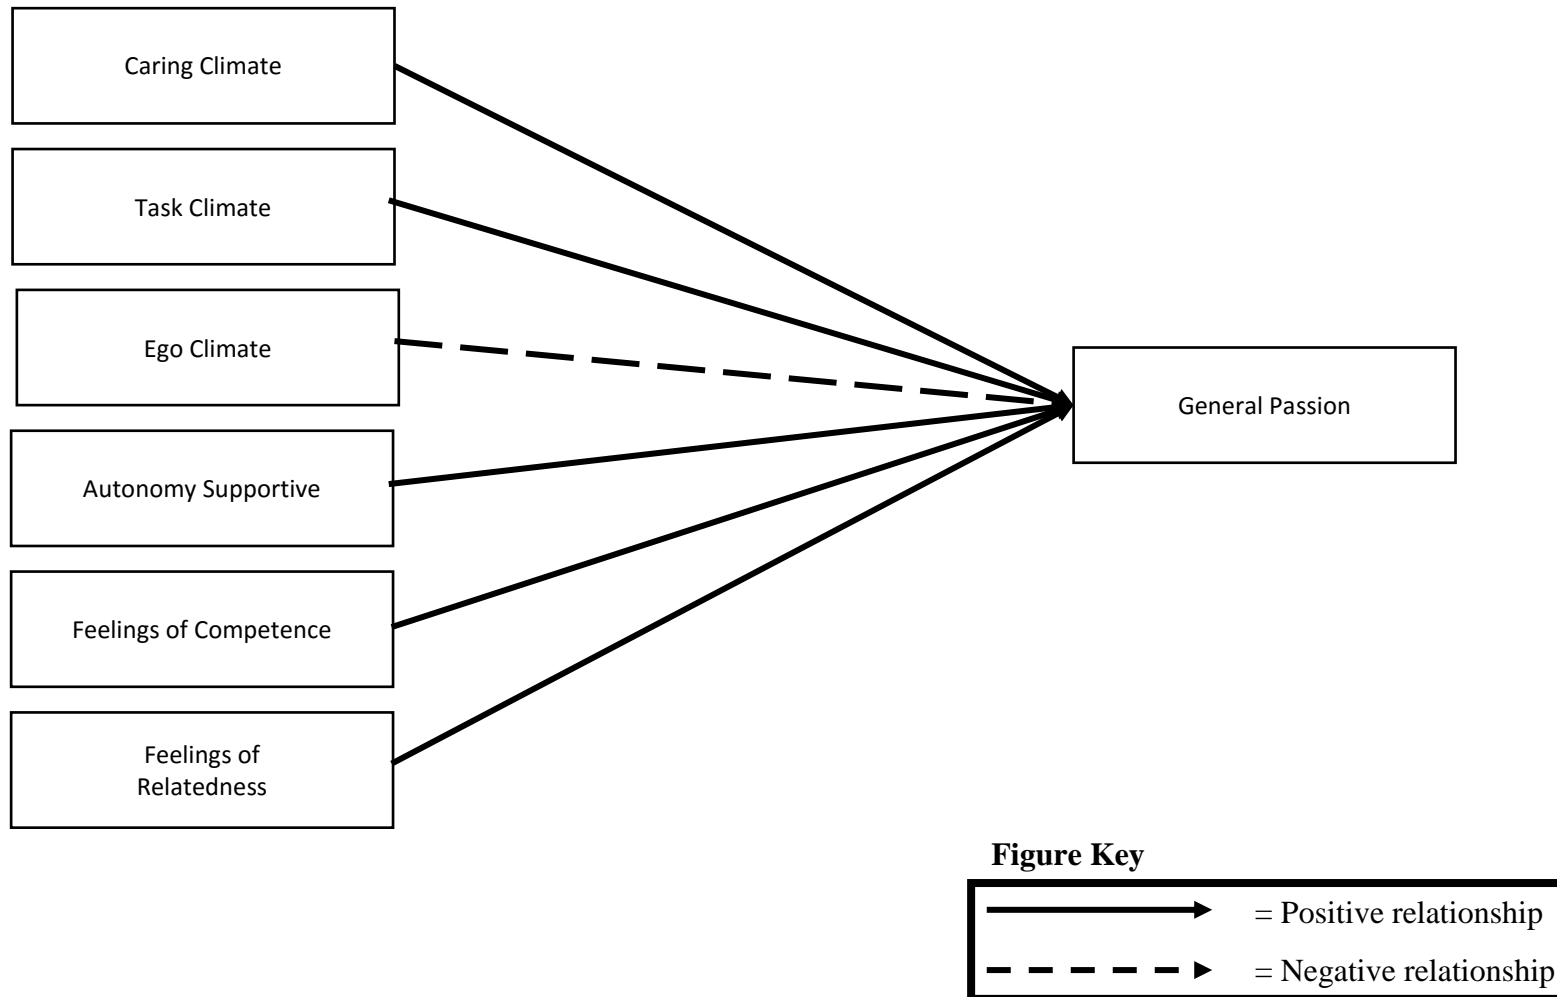 Caring Climate
Task Climate
Ego Climate
Autonomy Supportive
Feelings of Competence
Feelings of
Relatedness
General Passion
Figure Key
= Positive relationship
= Negative relationship